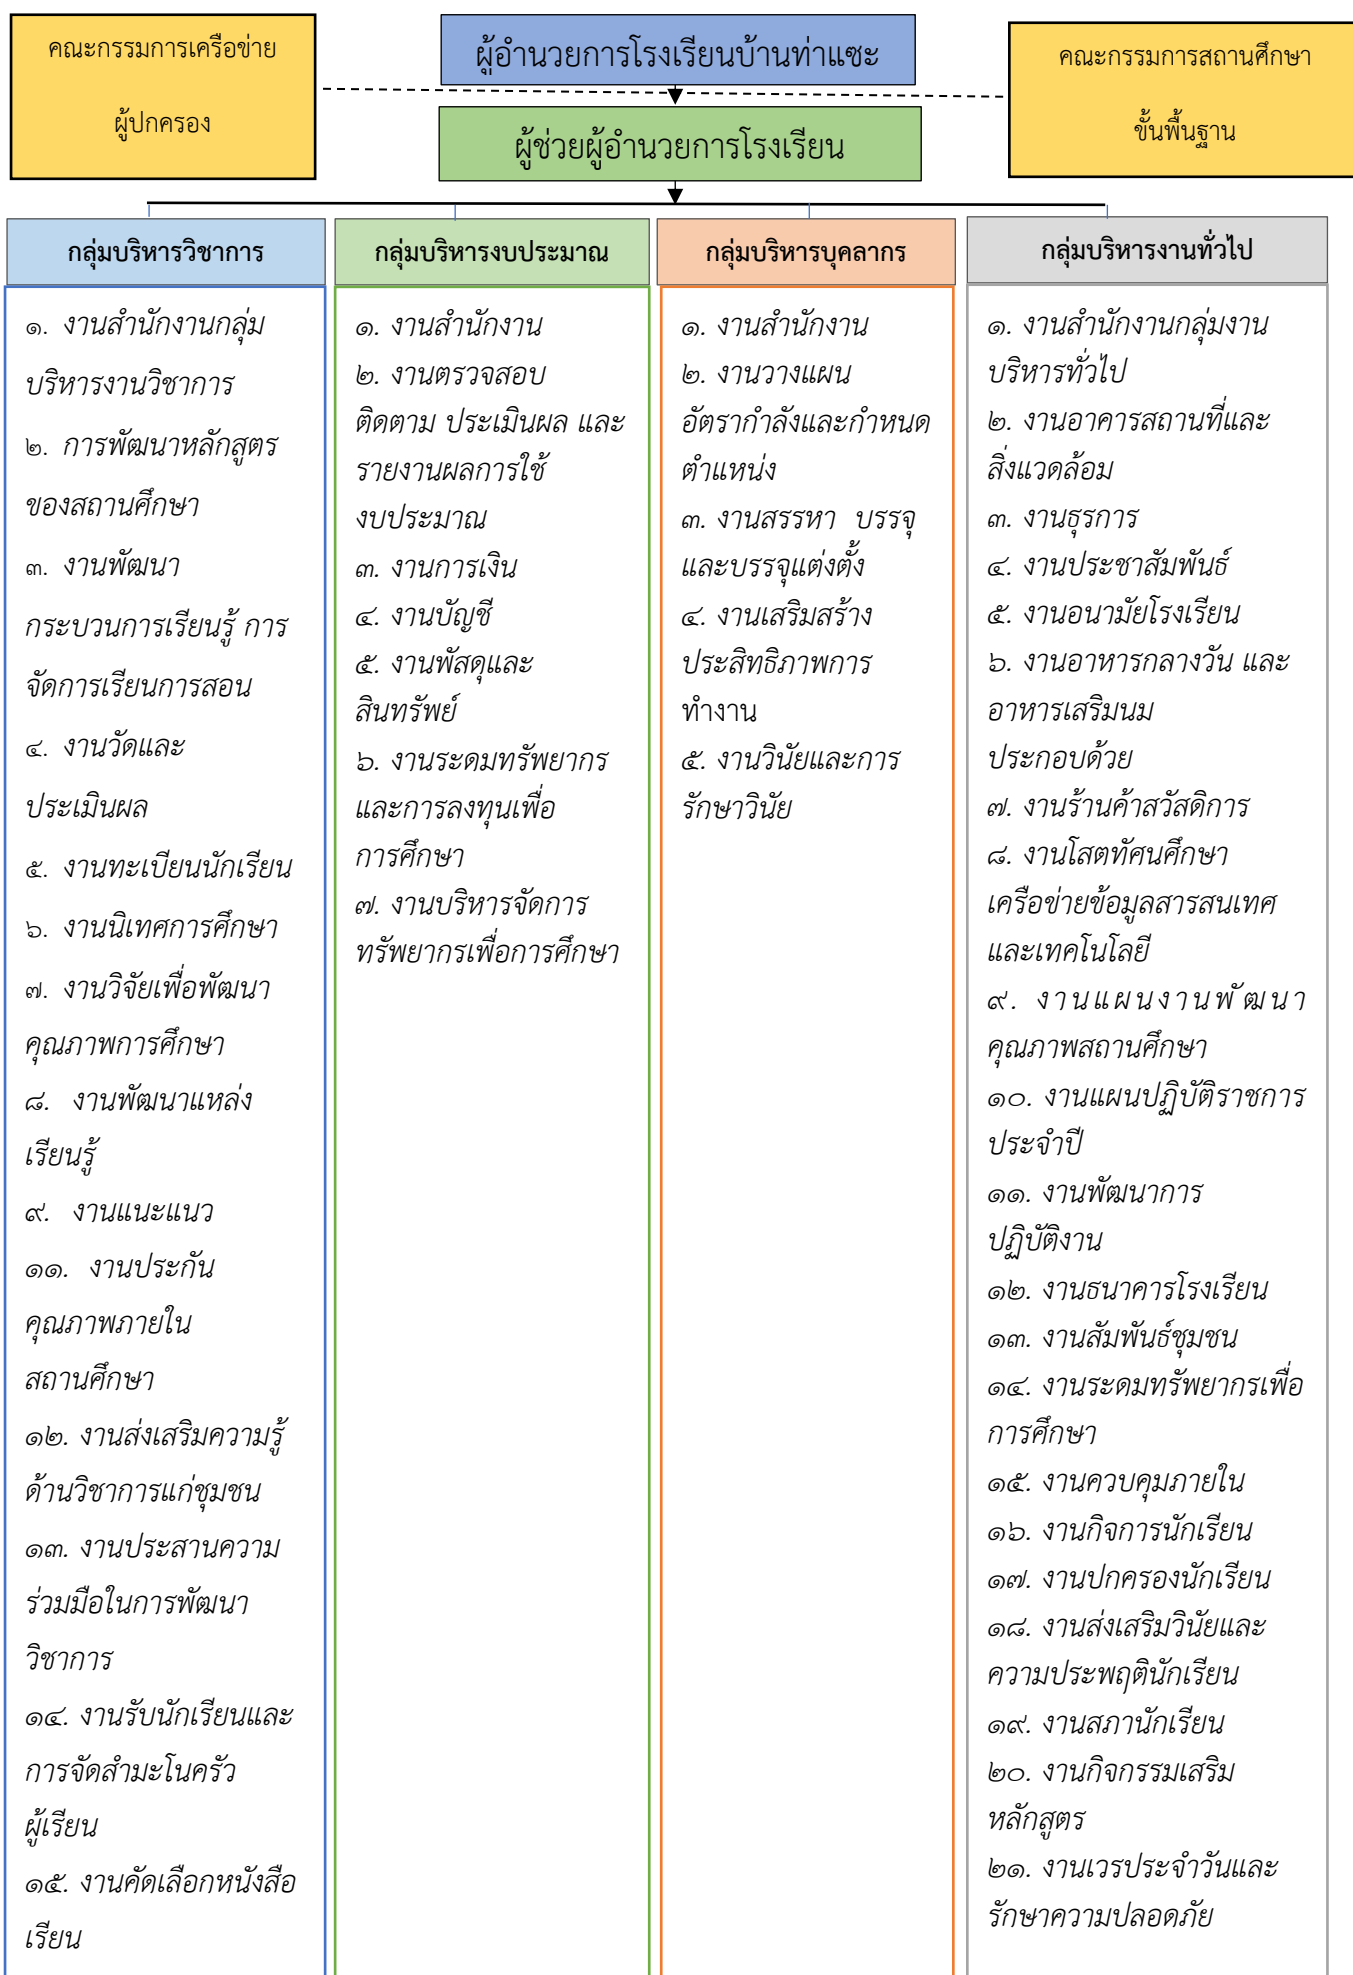 คณะกรรมการเครือข่าย
ผู้ปกครอง
ผู้อำนวยการโรงเรียนบ้านท่าแซะ
ผู้ช่วยผู้อำนวยการโรงเรียน
คณะกรรมการสถานศึกษา
ขั้นพื้นฐาน
กลุ่มบริหารวิชาการ
๑. งานสำนักงานกลุ่ม
บริหารงานวิชาการ
๒. การพัฒนาหลักสูตร
ของสถานศึกษา
๓. งานพัฒนา
กระบวนการเรียนรู้ การ
จัดการเรียนการสอน
๔. งานวัดและ
ประเมินผล
๕. งานทะเบียนนักเรียน
๖. งานนิเทศการศึกษา
๗. งานวิจัยเพื่อพัฒนา
คุณภาพการศึกษา
๘. งานพัฒนาแหล่ง
เรียนรู้
๙. งานแนะแนว
๑๑. งานประกัน
คุณภาพภายใน
สถานศึกษา
๑๒. งานส่งเสริมความรู้
ด้านวิชาการแก่ชุมชน
๑๓. งานประสานความ
ร่วมมือในการพัฒนา
วิชาการ
๑๔. งานรับนักเรียนและ
การจัดสำมะโนครัว
ผู้เรียน
๑๕. งานคัดเลือกหนังสือ
เรียน
กลุ่มบริหารงบประมาณ
๑. งานสำนักงาน
๒. งานตรวจสอบ
ติดตาม ประเมินผล และ
รายงานผลการใช้
งบประมาณ
๓. งานการเงิน
๔. งานบัญชี
๕. งานพัสดุและ
สินทรัพย์
๖. งานระดมทรัพยากร
และการลงทุนเพื่อ
การศึกษา
๗. งานบริหารจัดการ
ทรัพยากรเพื่อการศึกษา
กลุ่มบริหารบุคลากร
๑. งานสำนักงาน
๒. งานวางแผน
อัตรากำลังและกำหนด
ตำแหน่ง
๓. งานสรรหา บรรจุ
และบรรจุแต่งตั้ง
๔. งานเสริมสร้าง
ประสิทธิภาพการ
ทำงาน
๕. งานวินัยและการ
รักษาวินัย
กลุ่มบริหารงานทั่วไป
๑. งานสำนักงานกลุ่มงาน
บริหารทั่วไป
๒. งานอาคารสถานที่และ
สิ่งแวดล้อม
๓. งานธุรการ
๔. งานประชาสัมพันธ์
๕. งานอนามัยโรงเรียน
๖. งานอาหารกลางวัน และ
อาหารเสริมนม
ประกอบด้วย
๗. งานร้านค้าสวัสดิการ
๘. งานโสตทัศนศึกษา
เครือข่ายข้อมูลสารสนเทศ
และเทคโนโลยี
๙. งานแผนงานพัฒนา
คุณภาพสถานศึกษา
๑๐. งานแผนปฏิบัติราชการ
ประจำปี
๑๑. งานพัฒนาการ
ปฏิบัติงาน
๑๒. งานธนาคารโรงเรียน
๑๓. งานสัมพันธ์ชุมชน
๑๔. งานระดมทรัพยากรเพื่อ
การศึกษา
๑๕. งานควบคุมภายใน
๑๖. งานกิจการนักเรียน
๑๗. งานปกครองนักเรียน
๑๘. งานส่งเสริมวินัยและ
ความประพฤตินักเรียน
๑๙. งานสภานักเรียน
๒๐. งานกิจกรรมเสริม
หลักสูตร
๒๑. งานเวรประจำวันและ
รักษาความปลอดภัย